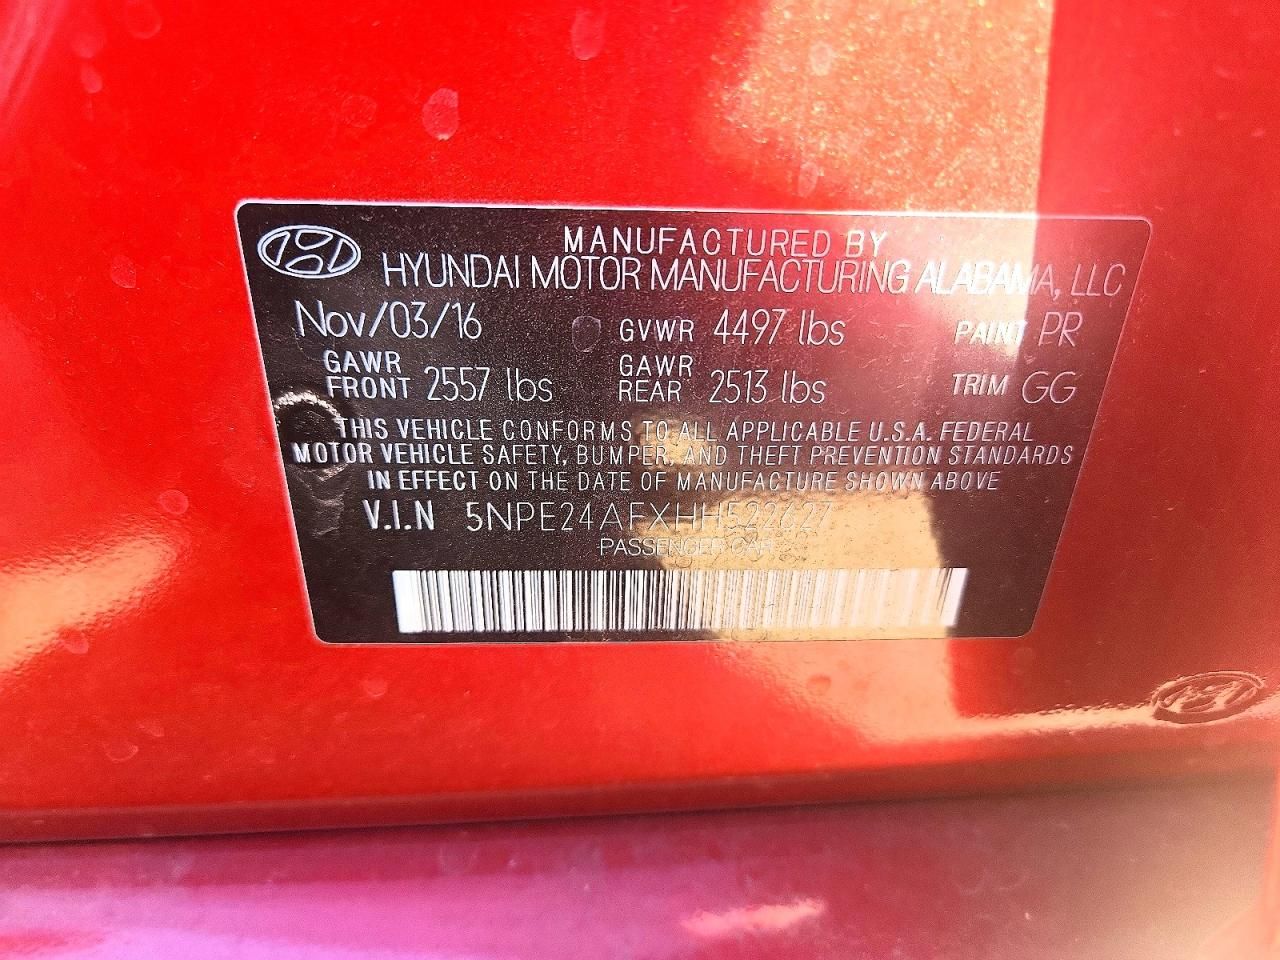 MANUFACTURED BY
HYUNDAI MOTOR MANUFACTURING ALABAMA, LLC
Nov/03/16 GVWR 4497 lbs PAINT PR
GAWR FRONT 2557 lbs GAWR REAR 2513 lbs TRIM GG
THIS VEHICLE CONFORMS TO ALL APPLICABLE U.S.A. FEDERAL
MOTOR VEHICLE SAFETY, BUMPER, AND THEFT PREVENTION STANDARDS
IN EFFECT ON THE DATE OF MANUFACTURE SHOWN ABOVE
V.I.N 5NPE24AFXHH522627
PASSENGER CAR